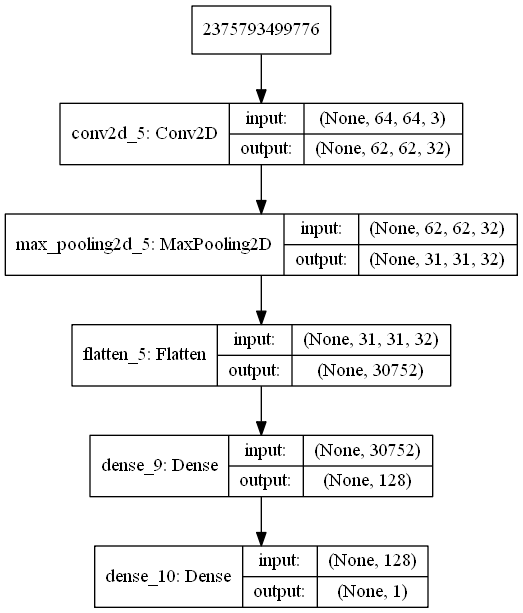 2375793499776
conv2d_5: Conv2D
input:
(None, 64, 64, 3)
output:
(None, 62, 62, 32)
max_pooling2d_5: MaxPooling2D
input:
(None, 62, 62, 32)
output:
(None, 31, 31, 32)
flatten_5: Flatten
input:
(None, 31, 31, 32)
output:
(None, 30752)
dense_9: Dense
input:
(None, 30752)
output:
(None, 128)
dense_10: Dense
input:
(None, 128)
output:
(None, 1)